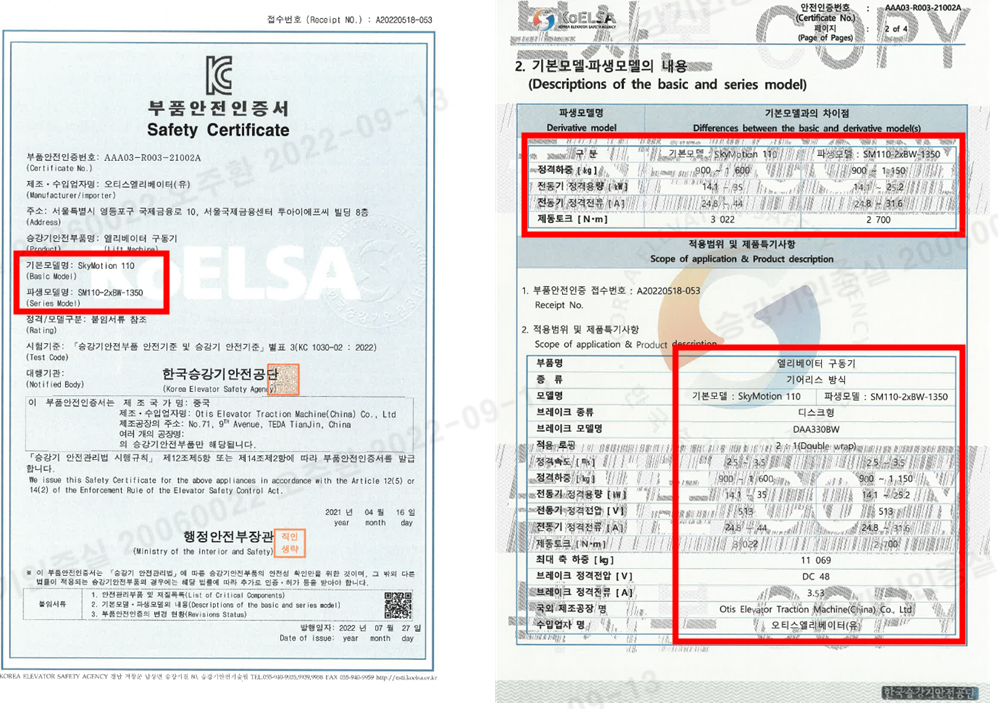 접수번호 (Receipt NO.) : A20220518-053
부품안전인증서
Safety Certificate
부품안전인증번호: AAA03-R003-21002A
(Certificate No.)
제조·수입업자명: 오티스엘리베이터(유)
(Manufacturer/importer)
주소: 서울특별시 영등포구 국제금융로 10, 서울국제금융센터 투아이에프씨 빌딩 8층
(Address)
승강기안전부품명: 엘리베이터 구동기
(Product) (Lift Machine)
기본모델명: SkyMotion 110
(Basic Model)
파생모델명: SM110-2xBW-1350
(Series Model)
KoELSA
정격/모델구분: 붙임서류 참조
(Rating)
시험기준: 「승강기안전부품 안전기준 및 승강기 안전기준」별표 3(KC 1030-02 : 2022)
(Test Code)
대행기관: 한국승강기안전공단
(Notified Body) (Korea Elevator Safety Agency)
이 부품안전인증서는 제 조 국 가 명: 중국
제조·수입업자명: Otis Elevator Traction Machine(China) Co., Ltd
제조공장의 주소: No.71, 9TH Avenue, TEDA TianJin, China
여러 개의 공장명:
의 승강기안전부품만 해당됩니다.
「승강기 안전관리법 시행규칙」 제12조제5항 또는 제14조제2항에 따라 부품안전인증서를 발급
합니다.
We issue this Safety Certificate for the above appliances in accordance with the Article 12(5) or
14(2) of the Enforcement Rule of the Elevator Safety Control Act.
2021 년 04 월 16 일
year month day
행정안전부장관 직인 생략
(Ministry of the Interior and Safety)
※ 이 부품안전인증서는 「승강기 안전관리법」에 따른 승강기안전부품의 안전성 확인만을 위한 것이며, 그 밖의 다른
법률이 적용되는 승강기안전부품의 경우에는 해당 법률에 따라 추가로 인증·허가 등을 받아야 합니다.
붙임서류
1. 안전관리부품 및 재질목록(List of Critical Components)
2. 기본모델·파생모델의 내용(Descriptions of the basic and series model)
3. 부품안전인증의 변경 현황(Revisions Status)
발행일자: 2022 년 07 월 27 일
Date of issue: year month day
KoELSA
KOREA ELEVATOR SAFETY AGENCY
안전인증번호 : AAA03-R003-21002A
(Certificate No.)
페이지 : 2 of 4
(Page of Pages)
COPY
2. 기본모델·파생모델의 내용
(Descriptions of the basic and series model)
파생모델명 기본모델과의 차이점
Derivative model Differences between the basic and derivative model(s)
구 분 기본모델 : SkyMotion 110 파생모델 : SM110-2xBW-1350
정격하중 [kg] 900 ~ 1 600 900 ~ 1 150
전동기 정격용량 [kW] 14.1 ~ 35 14.1 ~ 25.2
전동기 정격전류 [A] 24.8 ~ 44 24.8 ~ 31.6
제동토크 [N·m] 3 022 2 700
적용범위 및 제품특기사항
Scope of application & Product description
1. 부품안전인증 접수번호 : A20220518-053
Receipt No.
2. 적용범위 및 제품특기사항
Scope of application & Product description
부품명 엘리베이터 구동기
종 류 기어리스 방식
모델명 기본모델 : SkyMotion 110 파생모델 : SM110-2xBW-1350
브레이크 종류 디스크형
브레이크 모델명 DAA330BW
적용 로핑 2 : 1(Double wrap)
정격속도 2.5 ~ 3.5 2.5 ~ 3.5
정격하중 [kg] 900 ~ 1 600 900 ~ 1 150
전동기 정격용량 [kW] 14.1 ~ 35 14.1 ~ 25.2
전동기 정격전압 [V] 513 513
전동기 정격전류 [A] 24.8 ~ 44 24.8 ~ 31.6
제동토크 [N·m] 3 022 2 700
최대 축 하중 [kg] 11 069
브레이크 정격전압 [V] DC 48
브레이크 정격전류 [A] 3.53
국외 제조공장 명 Otis Elevator Traction Machine(China) Co., Ltd
수입업자 명 오티스엘리베이터(유)
COPY
한국승강기안전공단